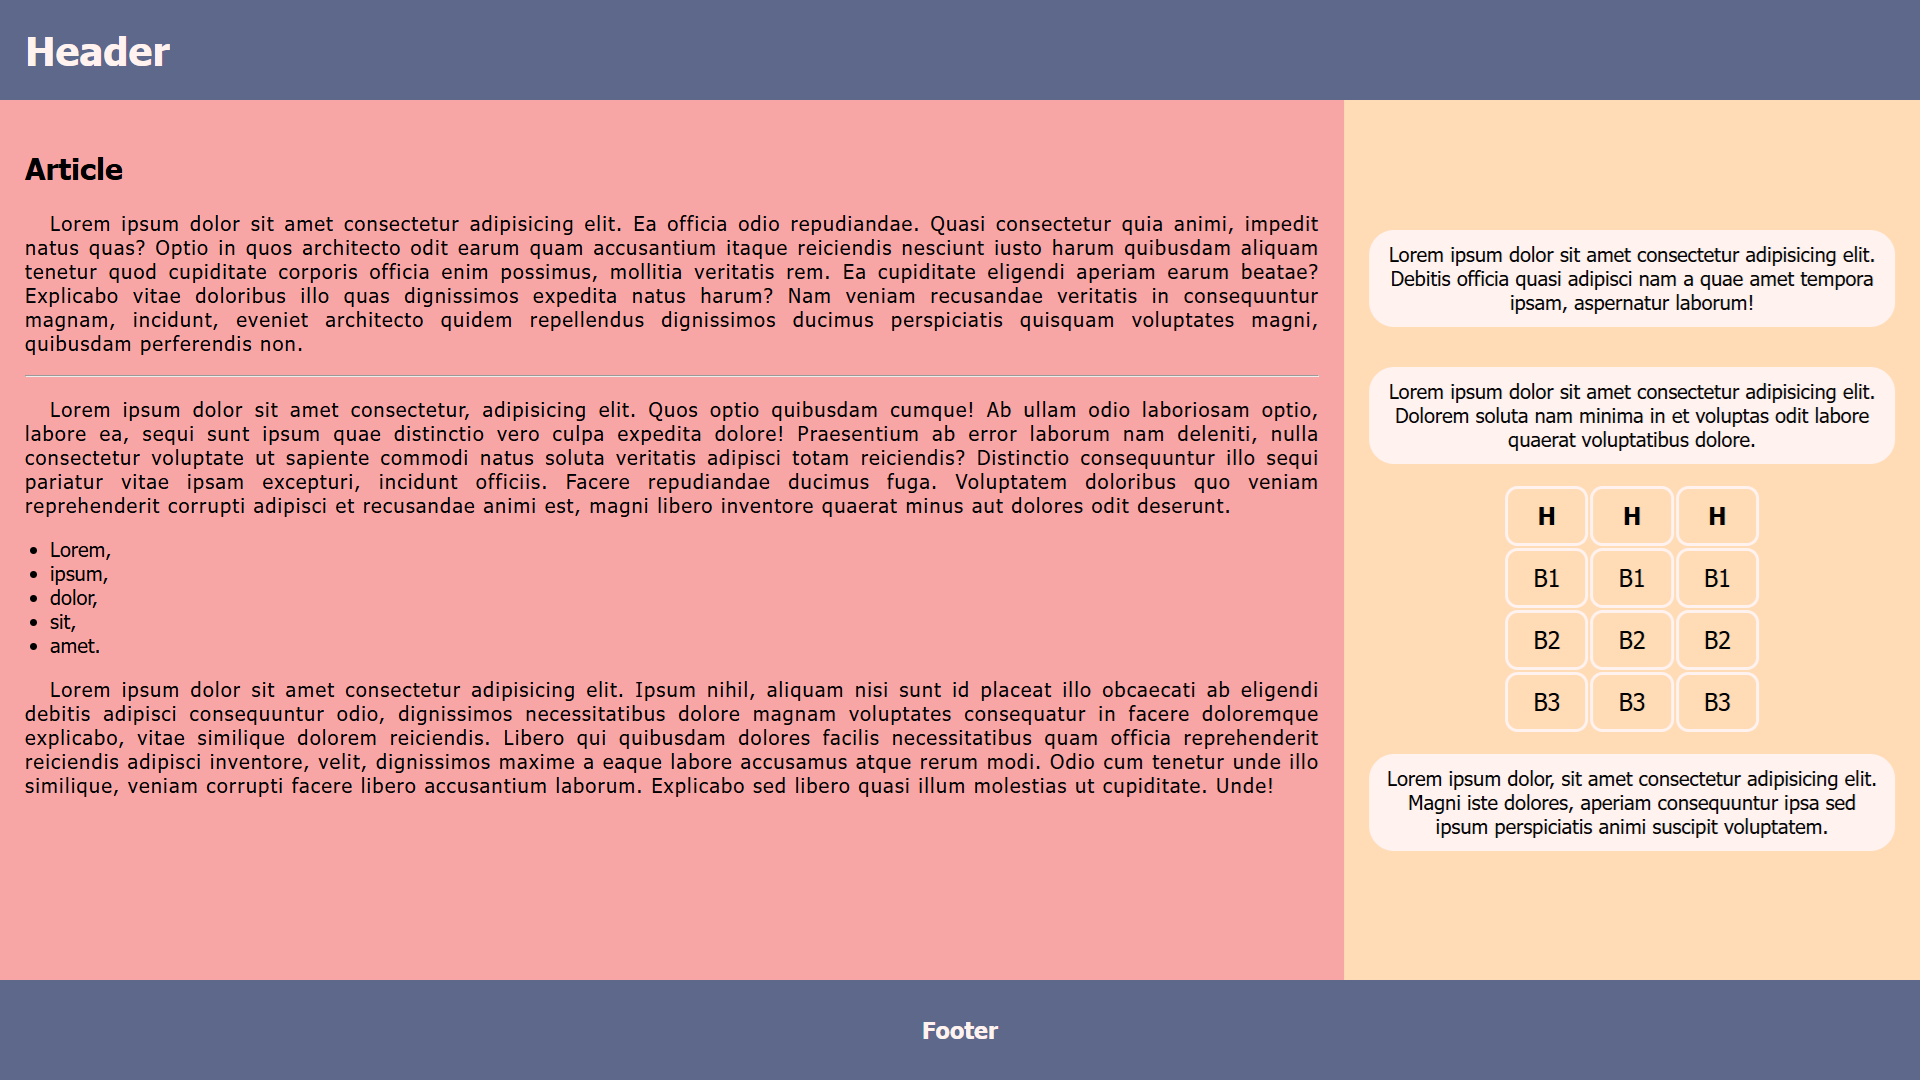 Header
Article
Lorem ipsum dolor sit amet consectetur adipisicing elit. Ea officia odio repudiandae. Quasi consectetur quia animi, impedit
natus quas? Optio in quos architecto odit earum quam accusantium itaque reiciendis nesciunt iusto harum quibusdam aliquam
tenetur quod cupiditate corporis officia enim possimus, mollitia veritatis rem. Ea cupiditate eligendi aperiam earum beatae?
Explicabo vitae doloribus illo quas dignissimos expedita natus harum? Nam veniam recusandae veritatis in consequuntur
magnam, incidunt, eveniet architecto quidem repellendus dignissimos ducimus perspiciatis quisquam voluptates magni,
quibusdam perferendis non.
Lorem ipsum dolor sit amet consectetur, adipisicing elit. Quos optio quibusdam cumque! Ab ullam odio laboriosam optio,
labore ea, sequi sunt ipsum quae distinctio vero culpa expedita dolore! Praesentium ab error laborum nam deleniti, nulla
consectetur voluptate ut sapiente commodi natus soluta veritatis adipisci totam reiciendis? Distinctio consequuntur illo sequi
pariatur vitae ipsam excepturi, incidunt officiis. Facere repudiandae ducimus fuga. Voluptatem doloribus quo veniam
reprehenderit corrupti adipisci et recusandae animi est, magni libero inventore quaerat minus aut dolores odit deserunt.
• Lorem,
• ipsum,
• dolor,
• sit,
• amet.
Lorem ipsum dolor sit amet consectetur adipisicing elit. Ipsum nihil, aliquam nisi sunt id placeat illo obcaecati ab eligendi
debitis adipisci consequuntur odio, dignissimos necessitatibus dolore magnam voluptates consequatur in facere doloremque
explicabo, vitae similique dolorem reiciendis. Libero qui quibusdam dolores facilis necessitatibus quam officia reprehenderit
reiciendis adipisci inventore, velit, dignissimos maxime a eaque labore accusamus atque rerum modi. Odio cum tenetur unde illo
similique, veniam corrupti facere libero accusantium laborum. Explicabo sed libero quasi illum molestias ut cupiditate. Unde!
Lorem ipsum dolor sit amet consectetur adipisicing elit.
Debitis officia quasi adipisci nam a quae amet tempora
ipsam, aspernatur laborum!
Lorem ipsum dolor sit amet consectetur adipisicing elit.
Dolorem soluta nam minima in et voluptas odit labore
quaerat voluptatibus dolore.
H H H
B1 B1 B1
B2 B2 B2
B3 B3 B3
Lorem ipsum dolor, sit amet consectetur adipisicing elit.
Magni iste dolores, aperiam consequuntur ipsa sed
ipsum perspiciatis animi suscipit voluptatem.
Footer